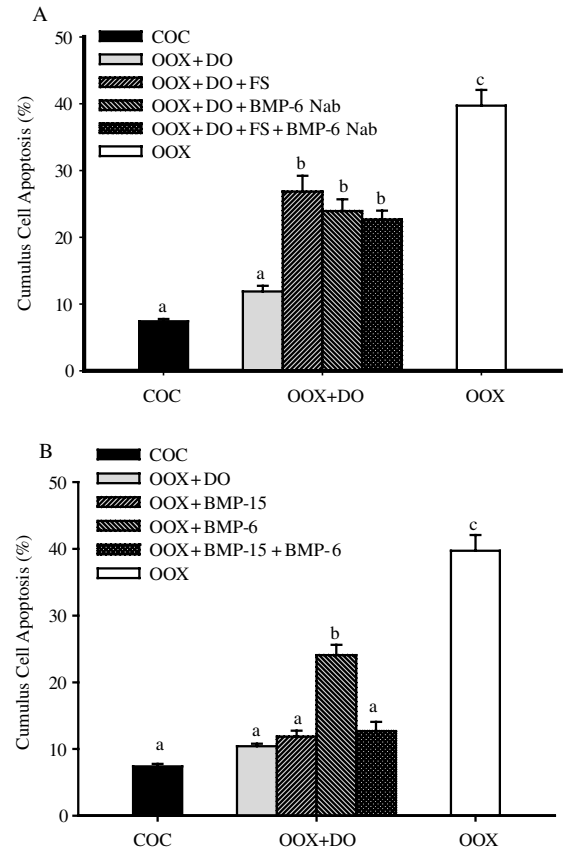 A
Cumulus Cell Apoptosis (%)
50
40
30
20
10
0
COC
OOX+DO
OOX+DO+FS
OOX+DO+BMP-6 Nab
OOX+DO+FS+BMP-6 Nab
OOX
a
a
b
b
b
c
COC
OOX+DO
OOX
B
Cumulus Cell Apoptosis (%)
50
40
30
20
10
0
COC
OOX+DO
OOX+BMP-15
OOX+BMP-6
OOX+BMP-15+BMP-6
OOX
a
a
a
b
a
c
COC
OOX+DO
OOX